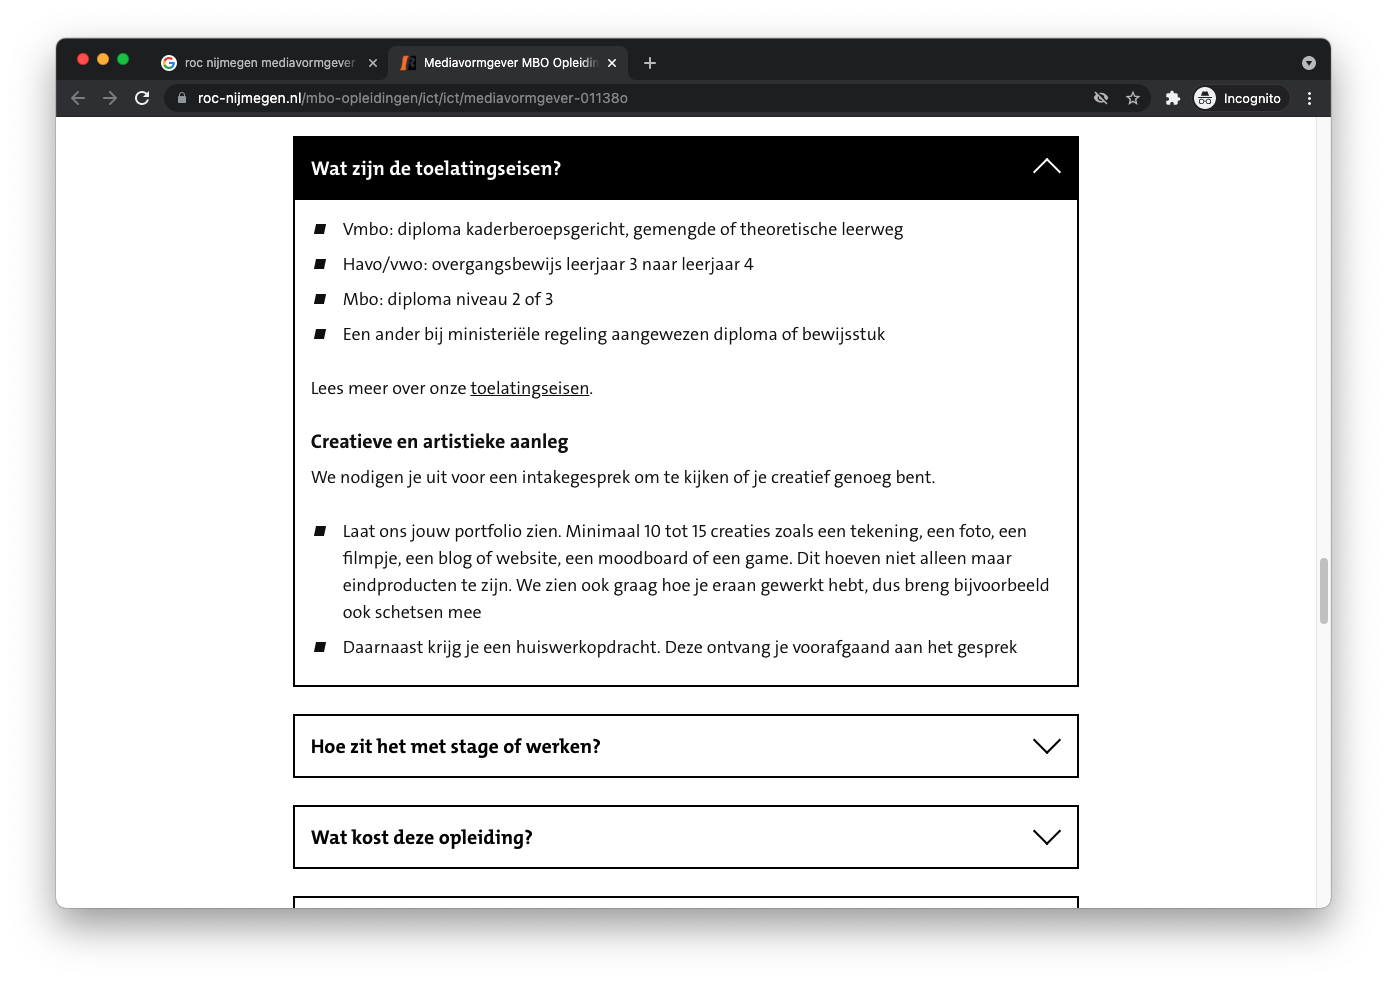 roc nijmegen mediavormgever
Mediavormgever MBO Opleidin
roc-nijmegen.nl/mbo-opleidingen/ict/ict/mediavormgever-01138o
Incognito
Wat zijn de toelatingseisen?
Vmbo: diploma kaderberoepsgericht, gemengde of theoretische leerweg
Havo/vwo: overgangsbewijs leerjaar 3 naar leerjaar 4
Mbo: diploma niveau 2 of 3
Een ander bij ministeriële regeling aangewezen diploma of bewijsstuk
Lees meer over onze toelatingseisen.
Creatieve en artistieke aanleg
We nodigen je uit voor een intakegesprek om te kijken of je creatief genoeg bent.
Laat ons jouw portfolio zien. Minimaal 10 tot 15 creaties zoals een tekening, een foto, een
filmpje, een blog of website, een moodboard of een game. Dit hoeven niet alleen maar
eindproducten te zijn. We zien ook graag hoe je eraan gewerkt hebt, dus breng bijvoorbeeld
ook schetsen mee
Daarnaast krijg je een huiswerkopdracht. Deze ontvang je voorafgaand aan het gesprek
Hoe zit het met stage of werken?
Wat kost deze opleiding?